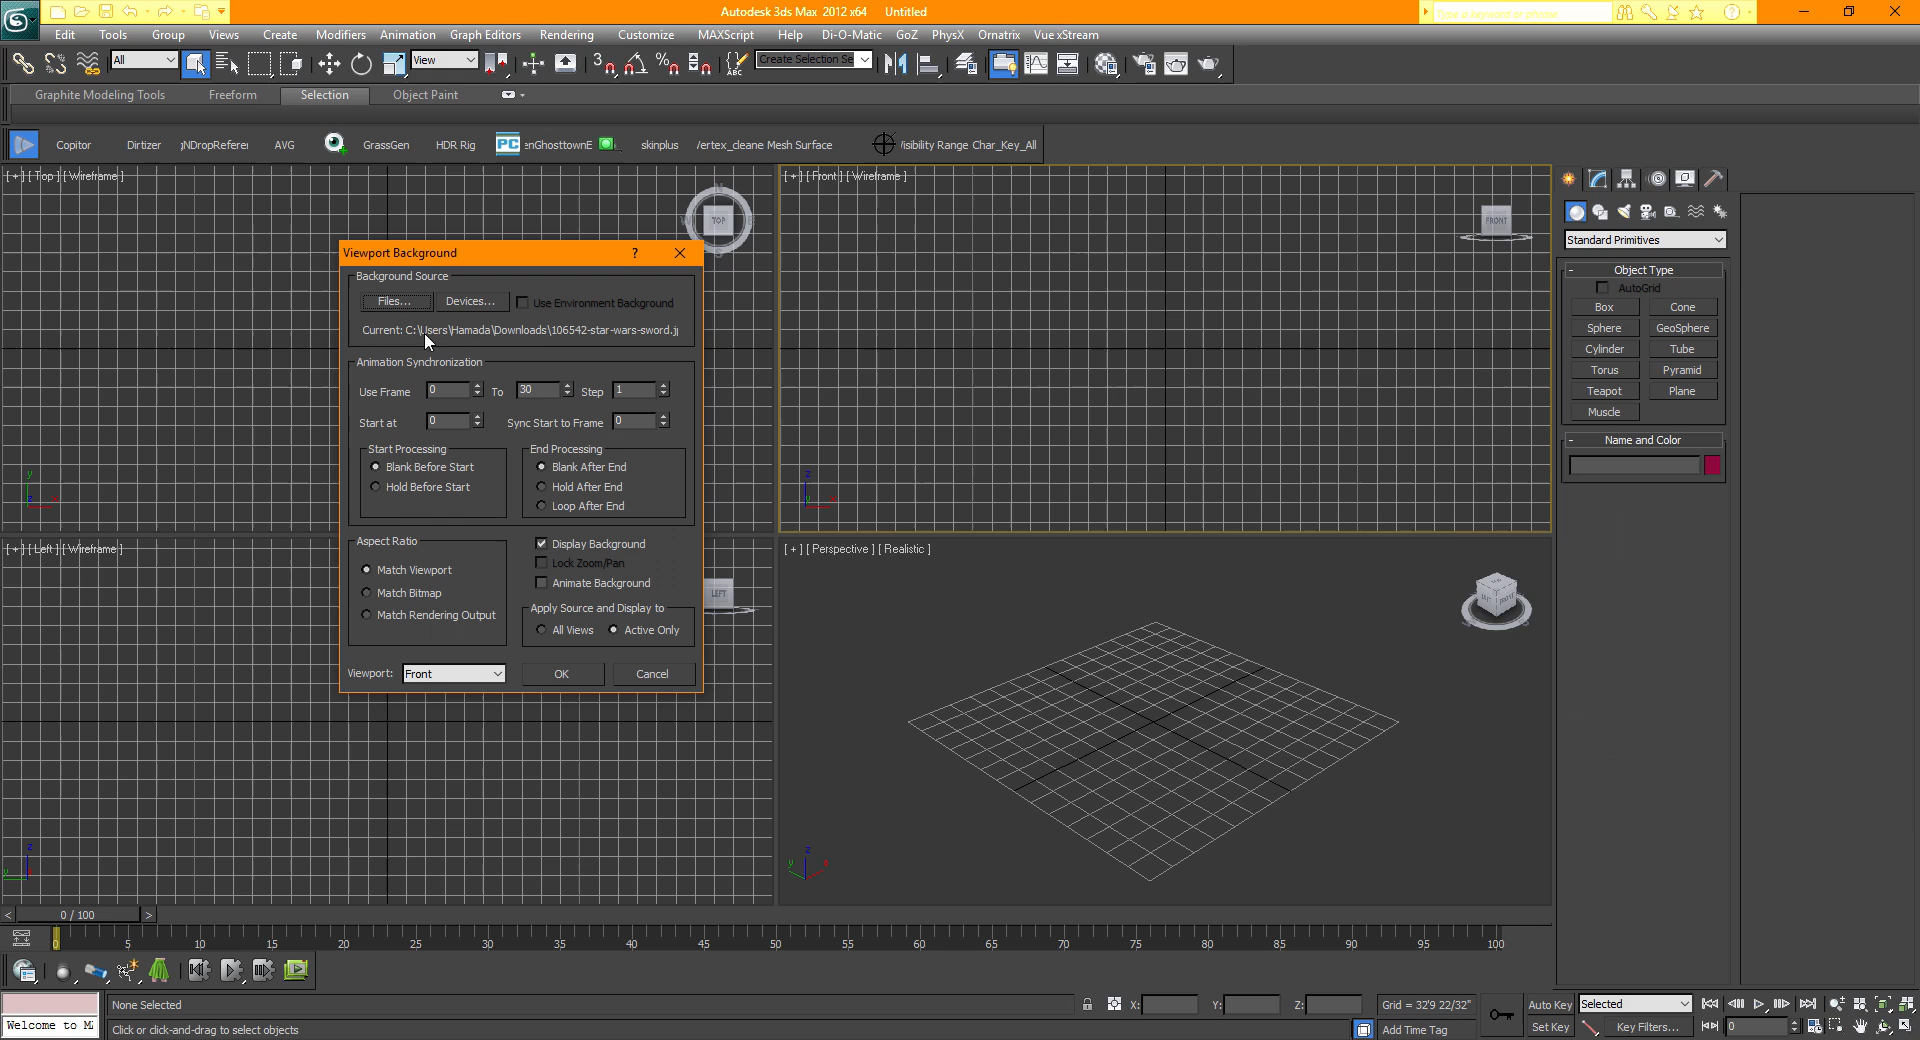 Autodesk 3ds Max 2012 x64 Untitled
Type a keyword or phrase
Edit Tools Group Views Create Modifiers Animation Graph Editors Rendering Customize MAXScript Help Di-O-Matic GoZ PhysX Ornatrix Vue xStream
All View Create Selection Se
Graphite Modeling Tools Freeform Selection Object Paint
Copitor Dirtizer NDropReferer AVG GrassGen HDR Rig PC enGhosttownE skinplus /ertex_cleane Mesh Surface /isibility Range Char_Key_All
[ + ] [ Top ] [ Wireframe ]
TOP
[ + ] [ Front ] [ Wireframe ]
FRONT
Viewport Background ?
Background Source
Files... Devices... Use Environment Background
Current: C:\Users\Hamada\Downloads\106542-star-wars-sword.j
Animation Synchronization
Use Frame 0 To 30 Step 1
Start at 0 Sync Start to Frame 0
Start Processing
Blank Before Start
Hold Before Start
End Processing
Blank After End
Hold After End
Loop After End
Aspect Ratio
Match Viewport
Match Bitmap
Match Rendering Output
Display Background
Lock Zoom/Pan
Animate Background
Apply Source and Display to
All Views Active Only
Viewport: Front OK Cancel
[ + ] [ Left ] [ Wireframe ]
LEFT
[ + ] [ Perspective ] [ Realistic ]
Standard Primitives
- Object Type
AutoGrid
Box Cone
Sphere GeoSphere
Cylinder Tube
Torus Pyramid
Teapot Plane
Muscle
- Name and Color
< 0 / 100 >
0 5 10 15 20 25 30 35 40 45 50 55 60 65 70 75 80 85 90 95 100
None Selected X: Y: Z: Grid = 32'9 22/32" Auto Key Selected
Welcome to M Click or click-and-drag to select objects Add Time Tag Set Key Key Filters... 0